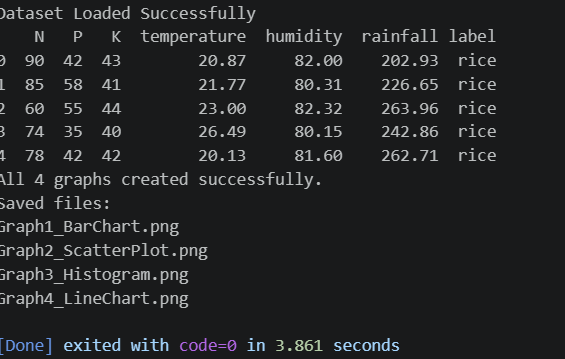 Dataset Loaded Successfully
N P K temperature humidity rainfall label
0 90 42 43 20.87 82.00 202.93 rice
1 85 58 41 21.77 80.31 226.65 rice
2 60 55 44 23.00 82.32 263.96 rice
3 74 35 40 26.49 80.15 242.86 rice
4 78 42 42 20.13 81.60 262.71 rice
All 4 graphs created successfully.
Saved files:
Graph1_BarChart.png
Graph2_ScatterPlot.png
Graph3_Histogram.png
Graph4_LineChart.png
[Done] exited with code=0 in 3.861 seconds